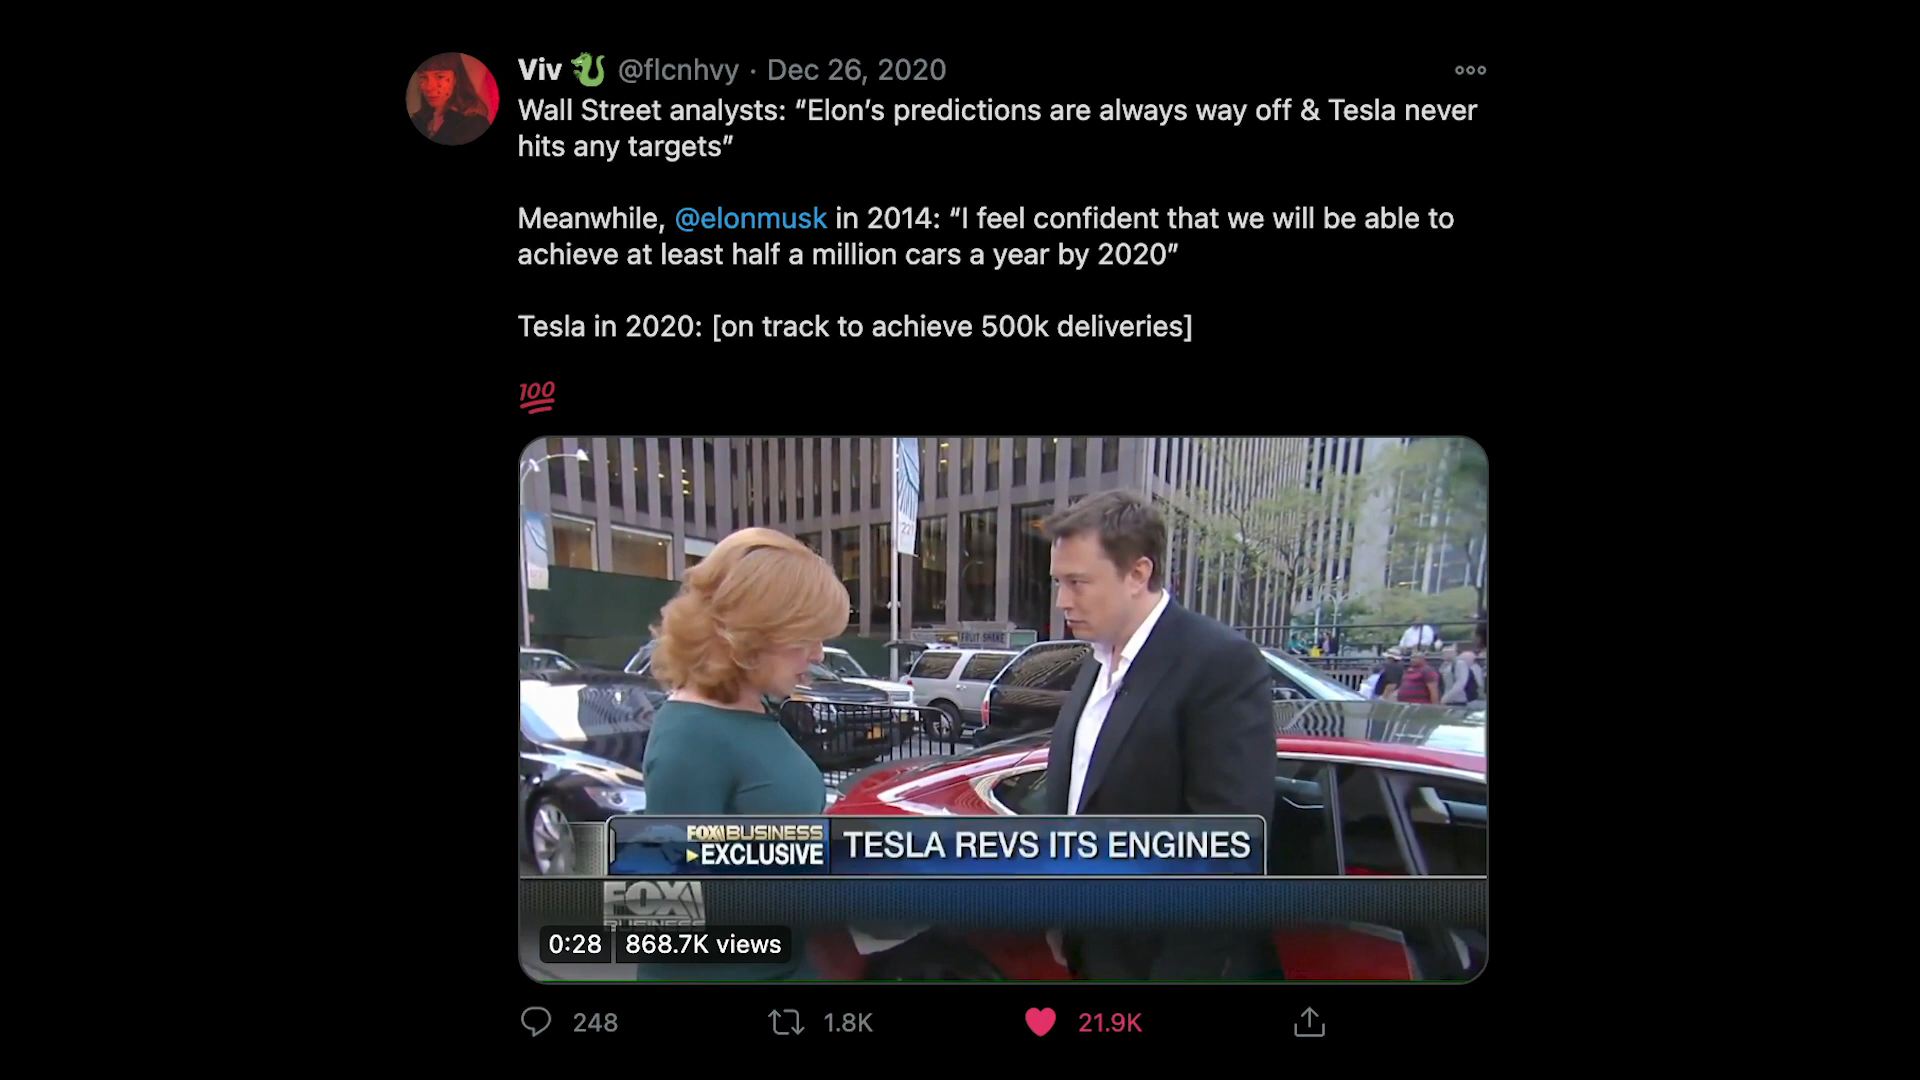 Viv 🐉 @flcnhvy · Dec 26, 2020
Wall Street analysts: “Elon’s predictions are always way off & Tesla never
hits any targets”
Meanwhile, @elonmusk in 2014: “I feel confident that we will be able to
achieve at least half a million cars a year by 2020”
Tesla in 2020: [on track to achieve 500k deliveries]
💯
FRUIT SHAKE
FOX BUSINESS
EXCLUSIVE
TESLA REVS ITS ENGINES
FOX
BUSINESS
0:28
868.7K views
248
1.8K
21.9K